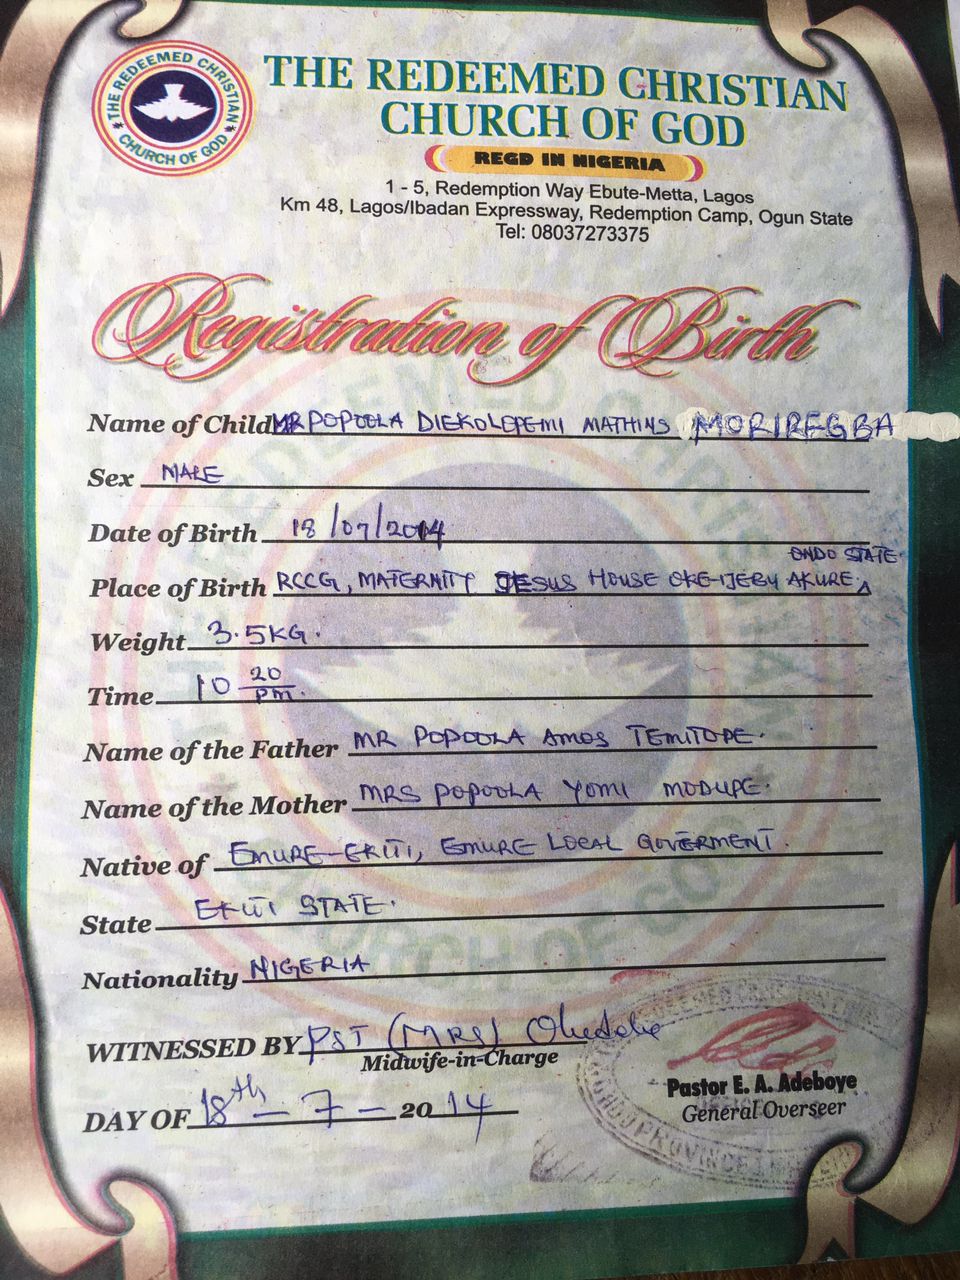 THE REDEEMED CHRISTIAN CHURCH OF GOD
THE REDEEMED CHRISTIAN
CHURCH OF GOD
REGD IN NIGERIA
1 - 5, Redemption Way Ebute-Metta, Lagos
Km 48, Lagos/Ibadan Expressway, Redemption Camp, Ogun State
Tel: 08037273375
Registration of Birth
Name of Child MR POPOOLA DIEKOLOPEMI MATHINS MORIREGBA
Sex MALE
Date of Birth 18/07/2014
ONDO STATE
Place of Birth RCCG, MATERNITY JESUS HOUSE OKE-IJEBU AKURE
Weight 3.5KG.
Time 10 20 PM.
Name of the Father MR POPOOLA AMOS TEMITOPE.
Name of the Mother MRS POPOOLA YOMI MODUPE.
Native of EMURE-EKITI, EMURE LOCAL GOVERMENT.
State EKITI STATE.
Nationality NIGERIA
WITNESSED BY PST (MRS)
Midwife-in-Charge
Pastor E. A. Adeboye
General Overseer
DAY OF 18th - 7 - 2014